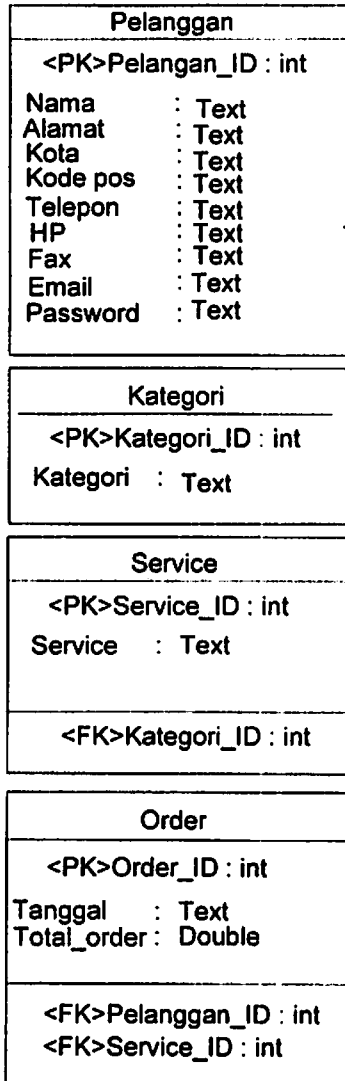 Pelanggan
<PK>Pelangan_ID : int
Nama : Text
Alamat : Text
Kota : Text
Kode pos : Text
Telepon : Text
HP : Text
Fax : Text
Email : Text
Password : Text
Kategori
<PK>Kategori_ID : int
Kategori : Text
Service
<PK>Service_ID : int
Service : Text
<FK>Kategori_ID : int
Order
<PK>Order_ID : int
Tanggal : Text
Total_order : Double
<FK>Pelanggan_ID : int
<FK>Service_ID : int